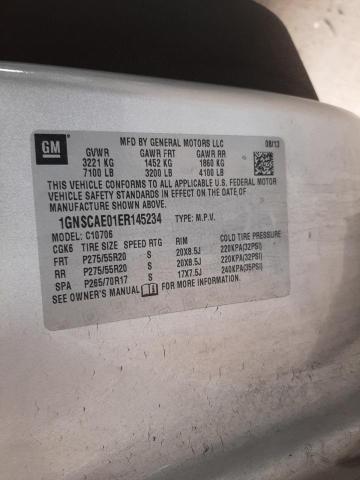 GM
MFD BY GENERAL MOTORS LLC 08/13
GVWR GAWR FRT GAWR RR
3221 KG 1452 KG 1860 KG
7100 LB 3200 LB 4100 LB
THIS VEHICLE CONFORMS TO ALL APPLICABLE U.S. FEDERAL MOTOR
VEHICLE SAFETY STANDARDS IN EFFECT ON THE DATE OF
MANUFACTURE SHOWN ABOVE.
1GNSCAE01ER145234 TYPE: M.P.V.
MODEL: C10706
CGK6 TIRE SIZE SPEED RTG RIM COLD TIRE PRESSURE
FRT P275/55R20 S 20X8.5J 220KPA(32PSI)
RR P275/55R20 S 20X8.5J 220KPA(32PSI)
SPA P265/70R17 S 17X7.5J 240KPA(35PSI)
SEE OWNER'S MANUAL FOR MORE INFORMATION.